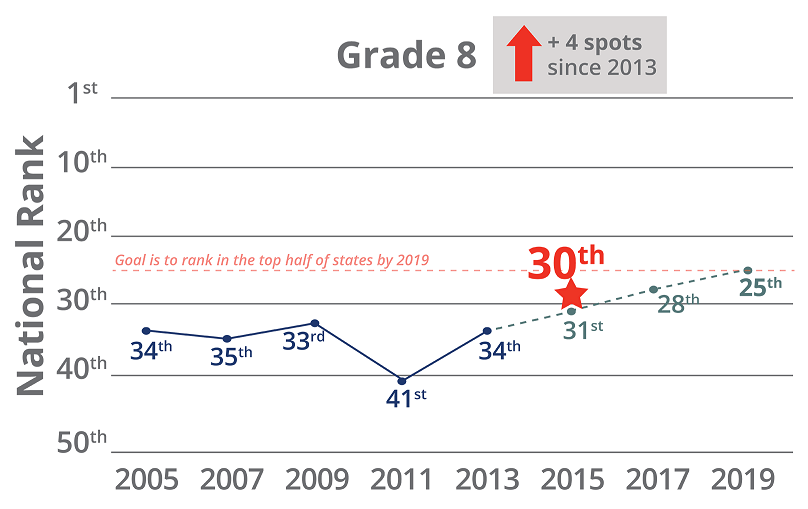 Grade 8
+ 4 spots
since 2013
National Rank
1st
10th
20th
Goal is to rank in the top half of states by 2019
30th
40th
50th
34th
35th
33rd
41st
34th
30th
31st
28th
25th
2005 2007 2009 2011 2013 2015 2017 2019